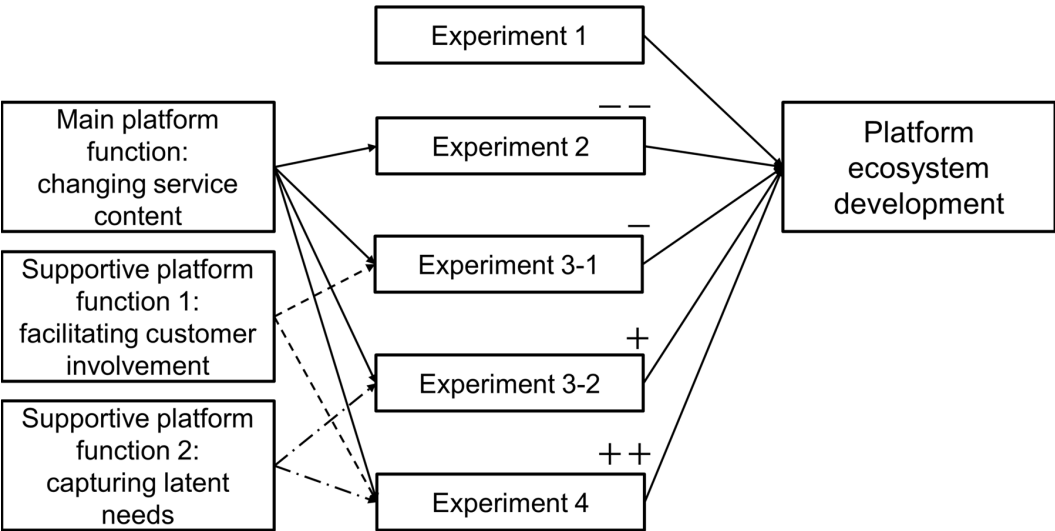 Main platform
function:
changing service
content
Supportive platform
function 1:
facilitating customer
involvement
Supportive platform
function 2:
capturing latent
needs
Experiment 1
− −
Experiment 2
−
Experiment 3-1
+
Experiment 3-2
+ +
Experiment 4
Platform
ecosystem
development